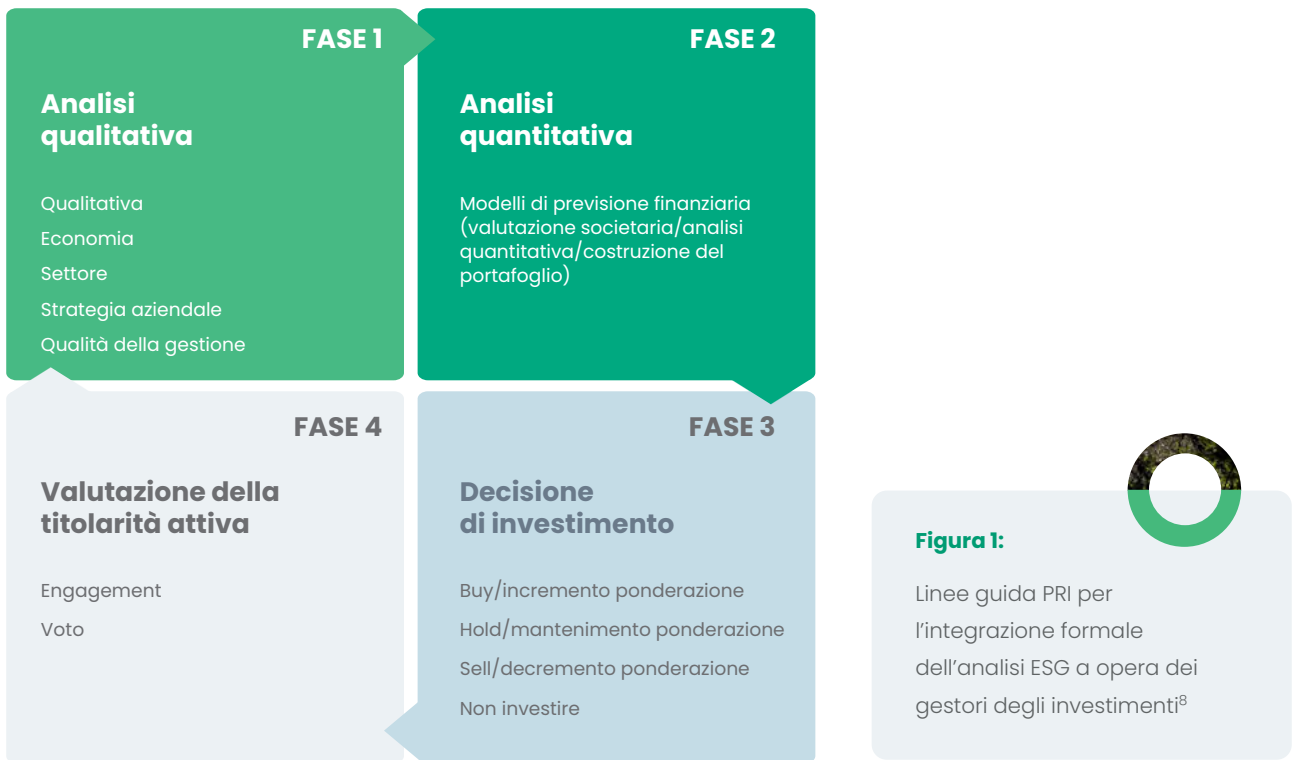 FASE 1
Analisi
qualitativa
Qualitativa
Economia
Settore
Strategia aziendale
Qualità della gestione
FASE 2
Analisi
quantitativa
Modelli di previsione finanziaria
(valutazione societaria/analisi
quantitativa/costruzione del
portafoglio)
FASE 3
Decisione
di investimento
Buy/incremento ponderazione
Hold/mantenimento ponderazione
Sell/decremento ponderazione
Non investire
FASE 4
Valutazione della
titolarità attiva
Engagement
Voto
Figura 1:
Linee guida PRI per
l’integrazione formale
dell’analisi ESG a opera dei
gestori degli investimenti⁸